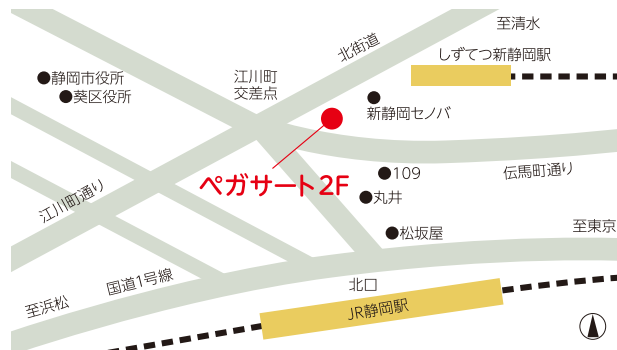 至清水
北街道
しずてつ新静岡駅
静岡市役所
葵区役所
江川町
交差点
新静岡セノバ
ペガサート2F
109
伝馬町通り
丸井
江川町通り
松坂屋
至東京
国道1号線
至浜松
北口
JR静岡駅